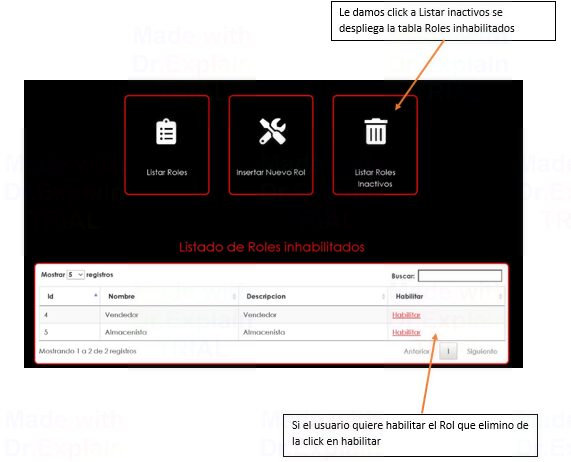 Le damos click a Listar inactivos se
despliega la tabla Roles inhabilitados
Made with
Dr.Explain
Listar Roles
Insertar Nuevo Rol
Listar Roles
Inactivos
Listado de Roles inhabilitados
Mostrar 5 registros
Buscar:
Id Nombre Descripcion Habilitar
4 Vendedor Vendedor Habilitar
5 Almacenista Almacenista Habilitar
Mostrando 1 a 2 de 2 registros
Anterior 1 Siguiente
Si el usuario quiere habilitar el Rol que elimino de
la click en habilitar
Made with
Dr.Explain